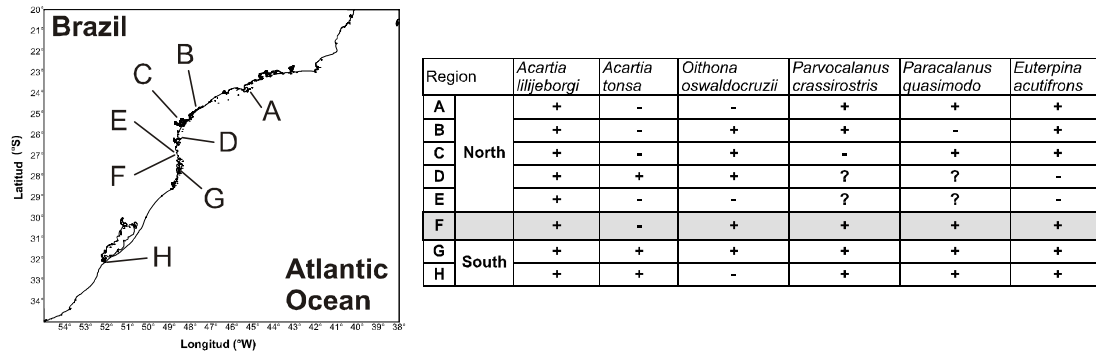 Brazil
20°
21°
22°
23°
24°
25°
26°
27°
28°
29°
30°
31°
32°
33°
34°
Latitud (°S)
B
C
A
E
D
F
G
H
Atlantic
Ocean
54° 53° 52° 51° 50° 49° 48° 47° 46° 45° 44° 43° 42° 41° 40° 39° 38°
Longitud (°W)
Region Acartia lilijeborgi Acartia tonsa Oithona oswaldocruzii Parvocalanus crassirostris Paracalanus quasimodo Euterpina acutifrons
A + - - + + +
B + - + + - +
C North + - + - + +
D + + + ? ? -
E + - - ? ? -
F + - + + + +
G South + + + + + +
H + + - + + +